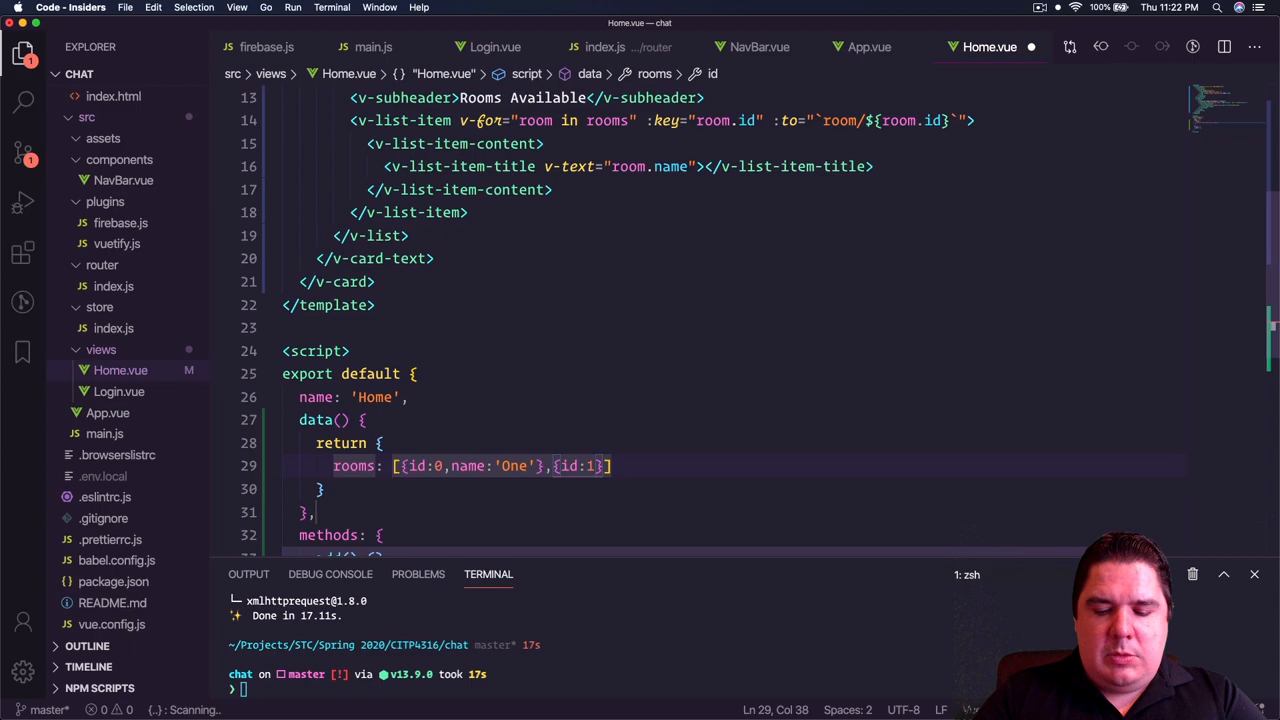 Code - Insiders File Edit Selection View Go Run Terminal Window Help 100% Thu 11:22 PM
Home.vue — chat
EXPLORER
firebase.js main.js Login.vue index.js .../router NavBar.vue App.vue Home.vue
CHAT
src > views > Home.vue > {} "Home.vue" > script > data > rooms > id
index.html
src
assets
components
NavBar.vue
plugins
firebase.js
vuetify.js
router
index.js
store
index.js
views
Home.vue M
Login.vue
App.vue
main.js
.browserslistrc
.env.local
.eslintrc.js
.gitignore
.prettierrc.js
babel.config.js
package.json
README.md
vue.config.js
OUTLINE
TIMELINE
NPM SCRIPTS
1
1
13 <v-subheader>Rooms Available</v-subheader>
14 <v-list-item v-for="room in rooms" :key="room.id" :to="`room/${room.id}`">
15 <v-list-item-content>
16 <v-list-item-title v-text="room.name"></v-list-item-title>
17 </v-list-item-content>
18 </v-list-item>
19 </v-list>
20 </v-card-text>
21 </v-card>
22 </template>
23
24 <script>
25 export default {
26 name: 'Home',
27 data() {
28 return {
29 rooms: [{id:0,name:'One'},{id:1}]
30 }
31 },
32 methods: {
33 add() {}
OUTPUT DEBUG CONSOLE PROBLEMS TERMINAL 1: zsh
└─ xmlhttprequest@1.8.0
✨ Done in 17.11s.
~/Projects/STC/Spring 2020/CITP4316/chat master* 17s
chat on master [!] via v13.9.0 took 17s
❯
master* 0 0 {..} : Scanning.. Ln 29, Col 38 Spaces: 2 UTF-8 LF